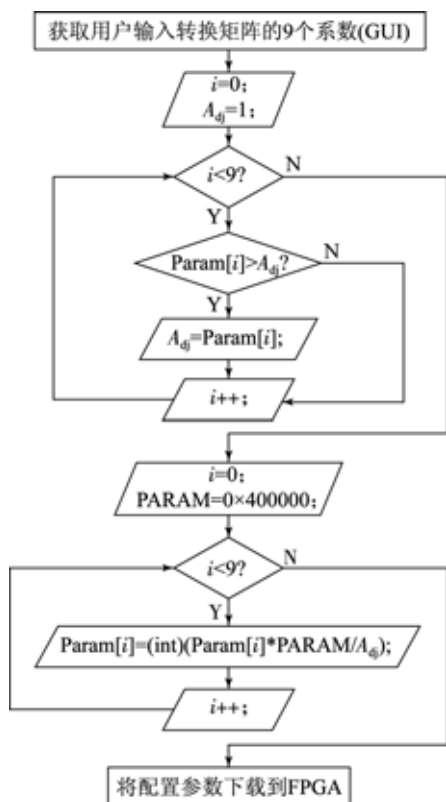 获取用户输入转换矩阵的9个系数(GUI)
i=0;
Adj=1;
i<9?
N
Y
Param[i]>Adj?
N
Y
Adj=Param[i];
i++;
i=0;
PARAM=0×400000;
i<9?
N
Y
Param[i]=(int)(Param[i]*PARAM/Adj);
i++;
将配置参数下载到FPGA